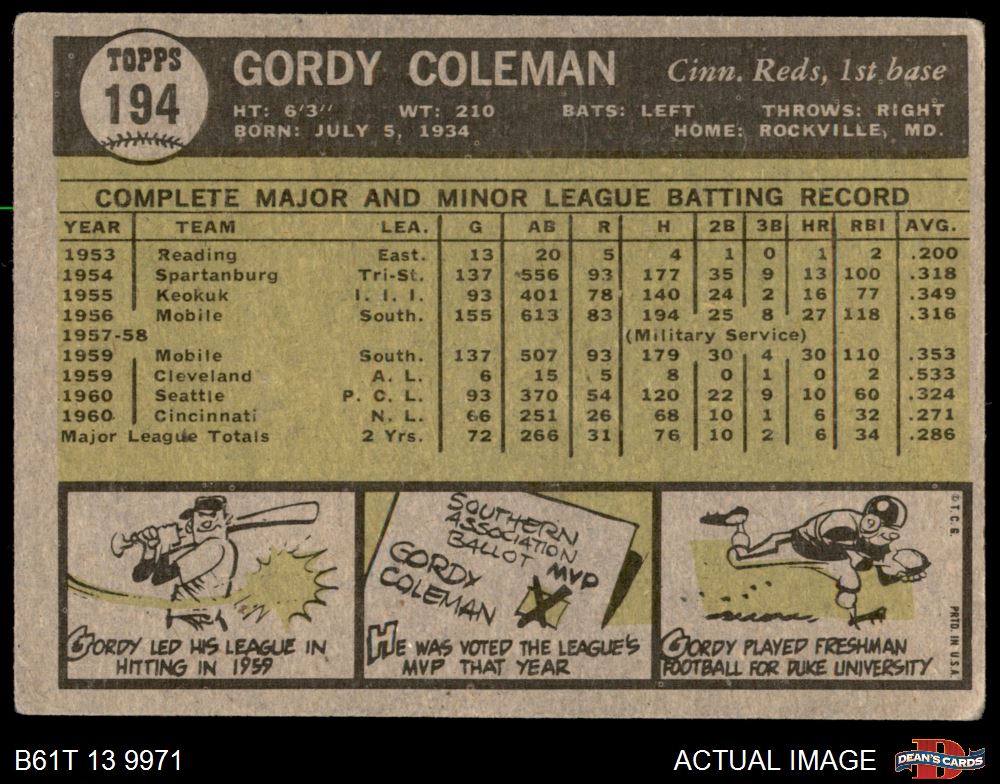 TOPPS
194
GORDY COLEMAN
Cinn. Reds, 1st base
HT: 6'3" WT: 210 BATS: LEFT THROWS: RIGHT
BORN: JULY 5, 1934 HOME: ROCKVILLE, MD.
COMPLETE MAJOR AND MINOR LEAGUE BATTING RECORD
YEAR TEAM LEA. G AB R H 2B 3B HR RBI AVG.
1953 Reading East. 13 20 5 4 1 0 1 2 .200
1954 Spartanburg Tri-St. 137 556 93 177 35 9 13 100 .318
1955 Keokuk I. I. I. 93 401 78 140 24 2 16 77 .349
1956 Mobile South. 155 613 83 194 25 8 27 118 .316
1957-58 (Military Service)
1959 Mobile South. 137 507 93 179 30 4 30 110 .353
1959 Cleveland A. L. 6 15 5 8 0 1 0 2 .533
1960 Seattle P. C. L. 93 370 54 120 22 9 10 60 .324
1960 Cincinnati N. L. 66 251 26 68 10 1 6 32 .271
Major League Totals 2 Yrs. 72 266 31 76 10 2 6 34 .286
GORDY LED HIS LEAGUE IN
HITTING IN 1959
SOUTHERN
ASSOCIATION
BALLOT
MVP
GORDY
COLEMAN
X
HE WAS VOTED THE LEAGUE'S
MVP THAT YEAR
GORDY PLAYED FRESHMAN
FOOTBALL FOR DUKE UNIVERSITY
© T. C. G.
PRTD. IN U.S.A.
B61T 13 9971
ACTUAL IMAGE
DEAN'S CARDS